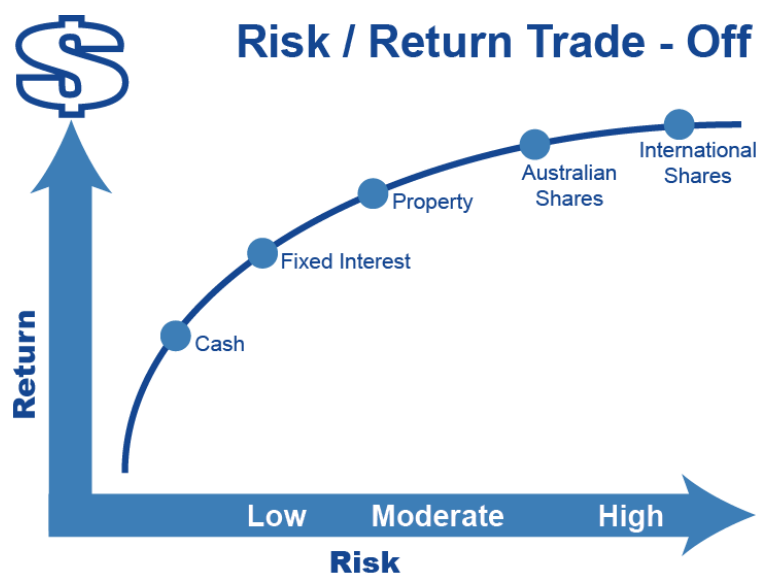 $
Risk / Return Trade - Off
International
Shares
Australian
Shares
Property
Fixed Interest
Cash
Return
Low Moderate High
Risk